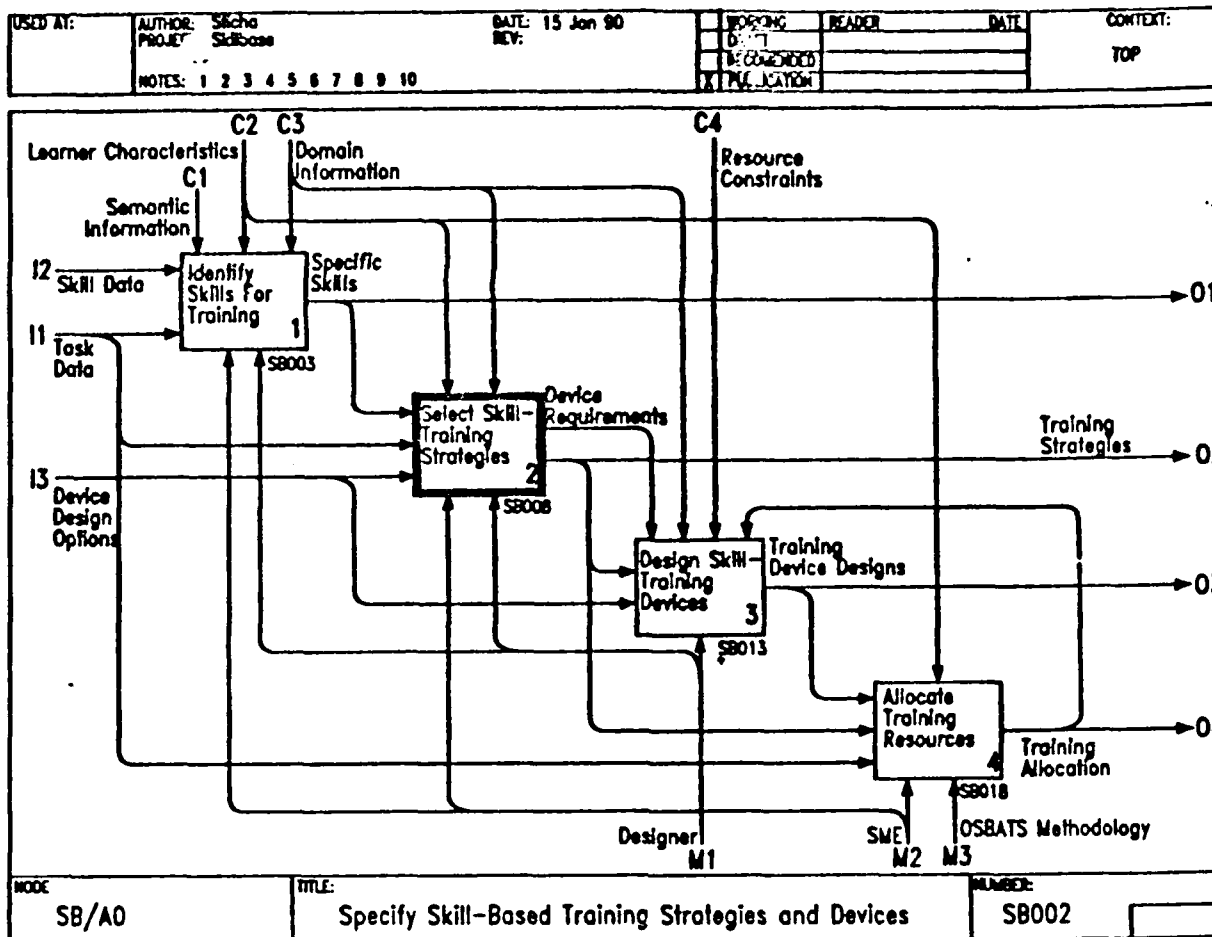 USED AT:
AUTHOR: Sticha
PROJECT Skillbase
NOTES: 1 2 3 4 5 6 7 8 9 10
DATE: 15 Jan 90
REV:
WORKING
RECOMENDED
X PUBLICATION
READER DATE
CONTEXT:
TOP
C2 C3 C4
Learner Characteristics
Domain
Information
Resource
Constraints
C1
Semantic
Information
I2
Skill Data
Identify
Skills For
Training
1
SB003
Specific
Skills
O1
I1
Task
Data
Select Skill-
Training
Strategies
2
SB008
Device
Requirements
Training
Strategies
O
I3
Device
Design
Options
Design Skill-
Training
Devices
3
SB013
Training
Device Designs
O
Allocate
Training
Resources
4
SB018
Training
Allocation
O
Designer
M1
SME
M2
OSBATS Methodology
M3
NODE
SB/A0
TITLE:
Specify Skill-Based Training Strategies and Devices
NUMBER:
SB002